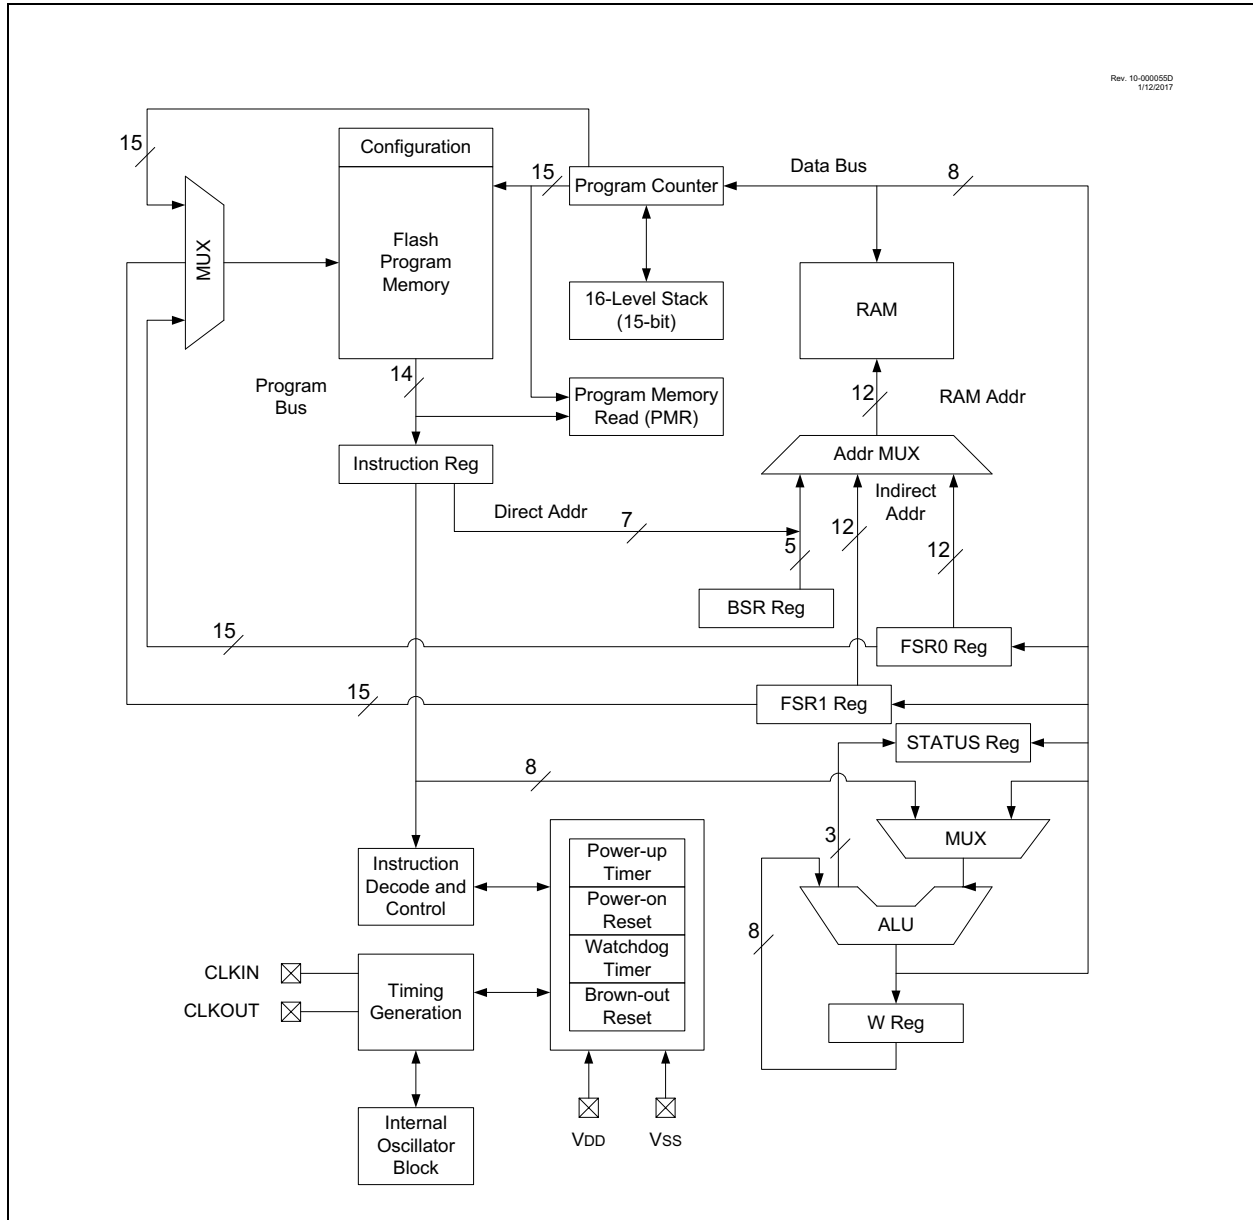 Rev. 10-000055D
1/12/2017
15
Configuration
15
Program Counter
Data Bus
8
MUX
Flash
Program
Memory
16-Level Stack
(15-bit)
RAM
14
Program
Bus
Program Memory
Read (PMR)
12
RAM Addr
Instruction Reg
Addr MUX
Direct Addr
7
Indirect
Addr
12
5
12
BSR Reg
15
FSR0 Reg
15
FSR1 Reg
STATUS Reg
8
3
MUX
Instruction
Decode and
Control
Power-up
Timer
Power-on
Reset
Watchdog
Timer
Brown-out
Reset
8
ALU
CLKIN
CLKOUT
Timing
Generation
W Reg
Internal
Oscillator
Block
VDD
VSS